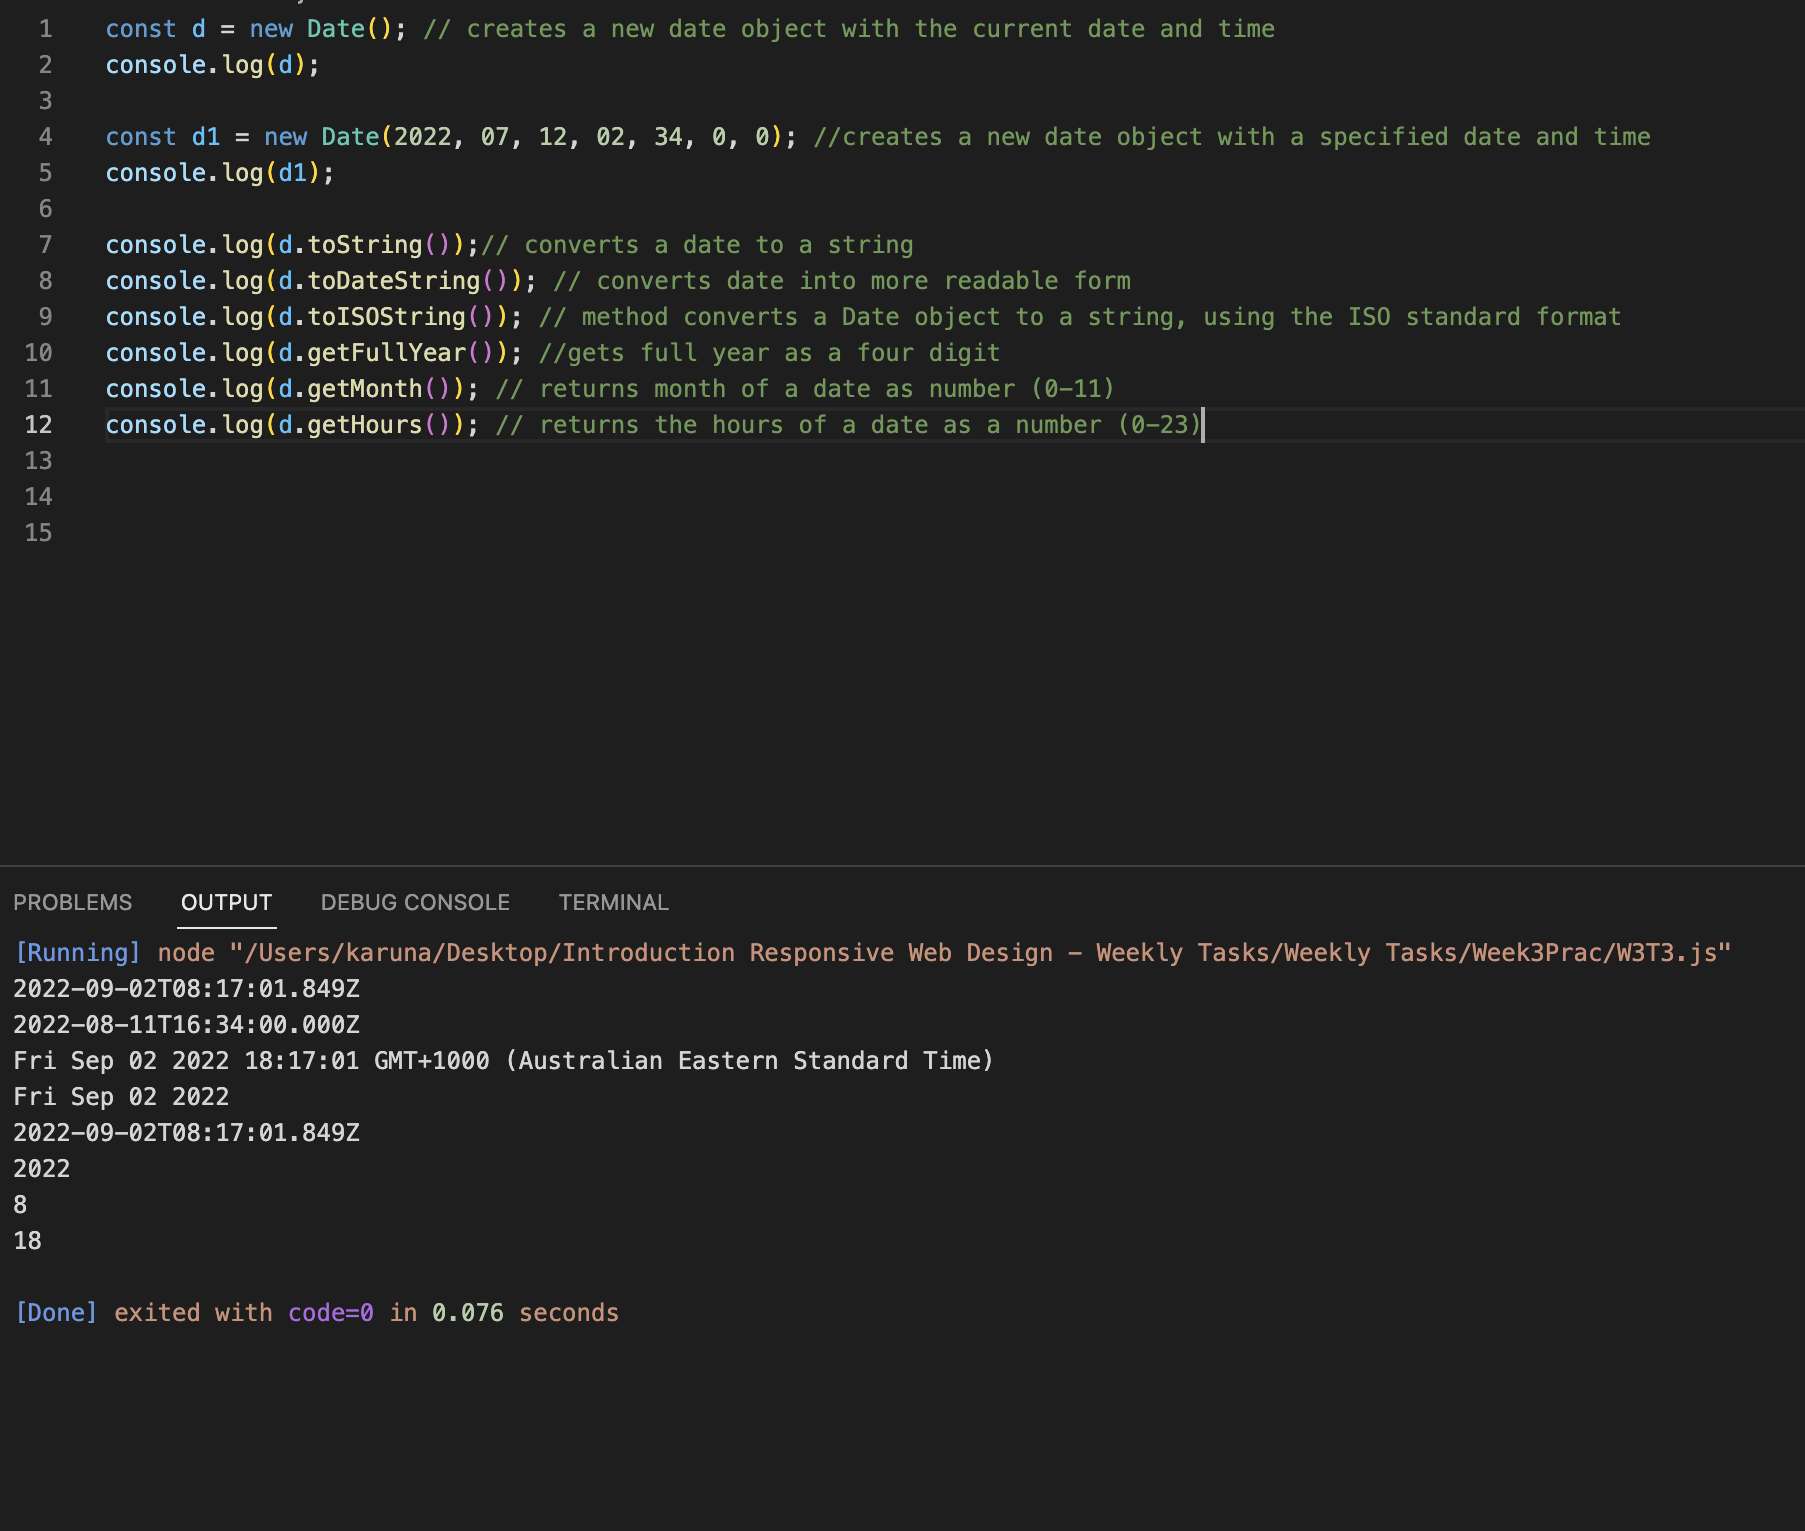 1 const d = new Date(); // creates a new date object with the current date and time
2 console.log(d);
3
4 const d1 = new Date(2022, 07, 12, 02, 34, 0, 0); //creates a new date object with a specified date and time
5 console.log(d1);
6
7 console.log(d.toString());// converts a date to a string
8 console.log(d.toDateString()); // converts date into more readable form
9 console.log(d.toISOString()); // method converts a Date object to a string, using the ISO standard format
10 console.log(d.getFullYear()); //gets full year as a four digit
11 console.log(d.getMonth()); // returns month of a date as number (0-11)
12 console.log(d.getHours()); // returns the hours of a date as a number (0-23)
13
14
15
PROBLEMS OUTPUT DEBUG CONSOLE TERMINAL
[Running] node "/Users/karuna/Desktop/Introduction Responsive Web Design - Weekly Tasks/Weekly Tasks/Week3Prac/W3T3.js"
2022-09-02T08:17:01.849Z
2022-08-11T16:34:00.000Z
Fri Sep 02 2022 18:17:01 GMT+1000 (Australian Eastern Standard Time)
Fri Sep 02 2022
2022-09-02T08:17:01.849Z
2022
8
18
[Done] exited with code=0 in 0.076 seconds